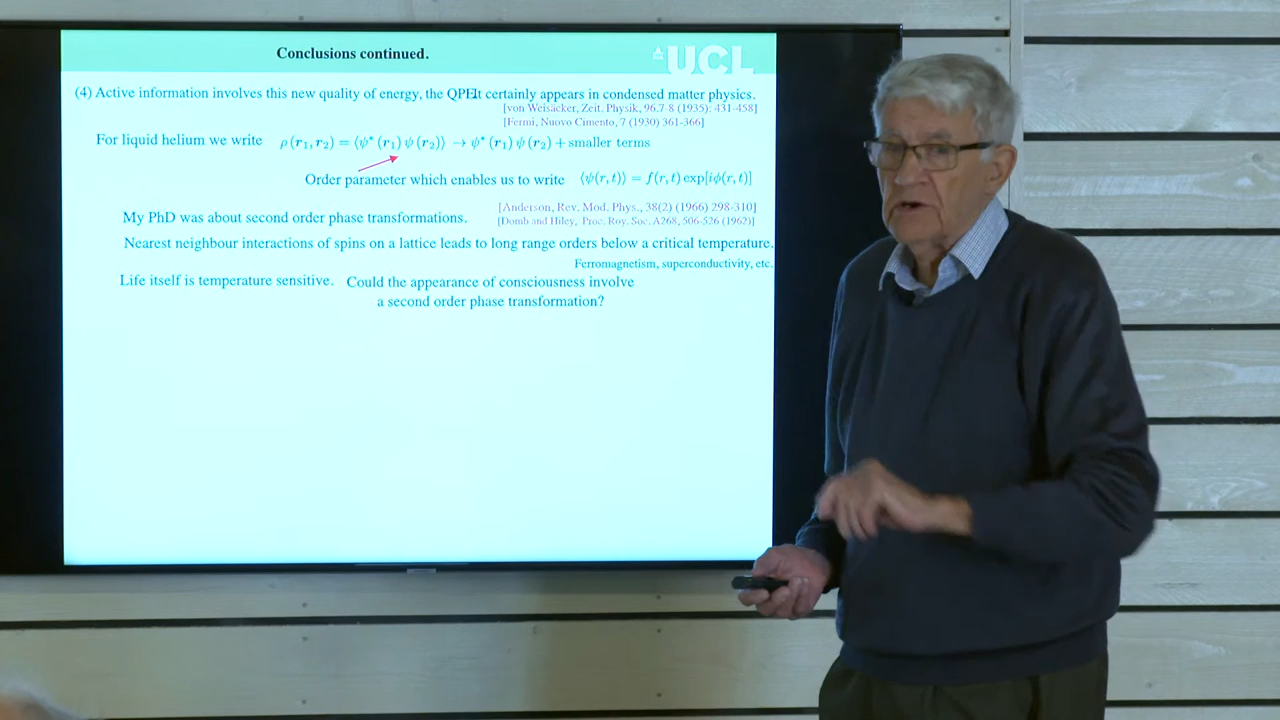 Conclusions continued.
UCL
(4) Active information involves this new quality of energy, the QPEIt certainly appears in condensed matter physics.
[von Weisäcker, Zeit. Physik, 96.7-8 (1935): 431-458]
[Fermi, Nuovo Cimento, 7 (1930) 361-366]
For liquid helium we write ρ(r₁, r₂) = ⟨ψ*(r₁) ψ(r₂)⟩ → ψ*(r₁) ψ(r₂) + smaller terms
Order parameter which enables us to write ⟨ψ(r, t)⟩ = f(r, t) exp[iϕ(r, t)]
[Anderson, Rev. Mod. Phys., 38(2) (1966) 298-310]
My PhD was about second order phase transformations.
[Domb and Hiley, Proc. Roy. Soc. A268, 506-526 (1962)]
Nearest neighbour interactions of spins on a lattice leads to long range orders below a critical temperature.
Ferromagnetism, superconductivity, etc.
Life itself is temperature sensitive. Could the appearance of consciousness involve
a second order phase transformation?